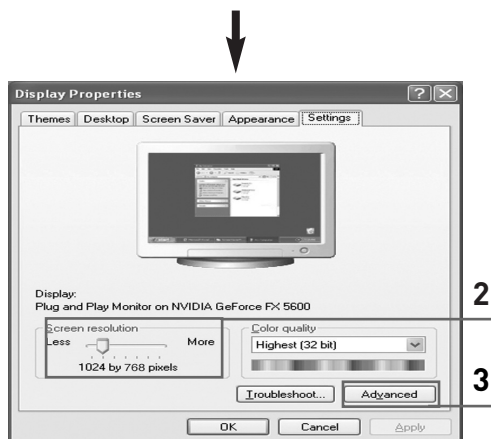 Display Properties
Themes Desktop Screen Saver Appearance Settings
Display:
Plug and Play Monitor on NVIDIA GeForce FX 5600
Screen resolution
Less More
1024 by 768 pixels
Color quality
Highest (32 bit)
2
Troubleshoot... Advanced
3
OK Cancel Apply